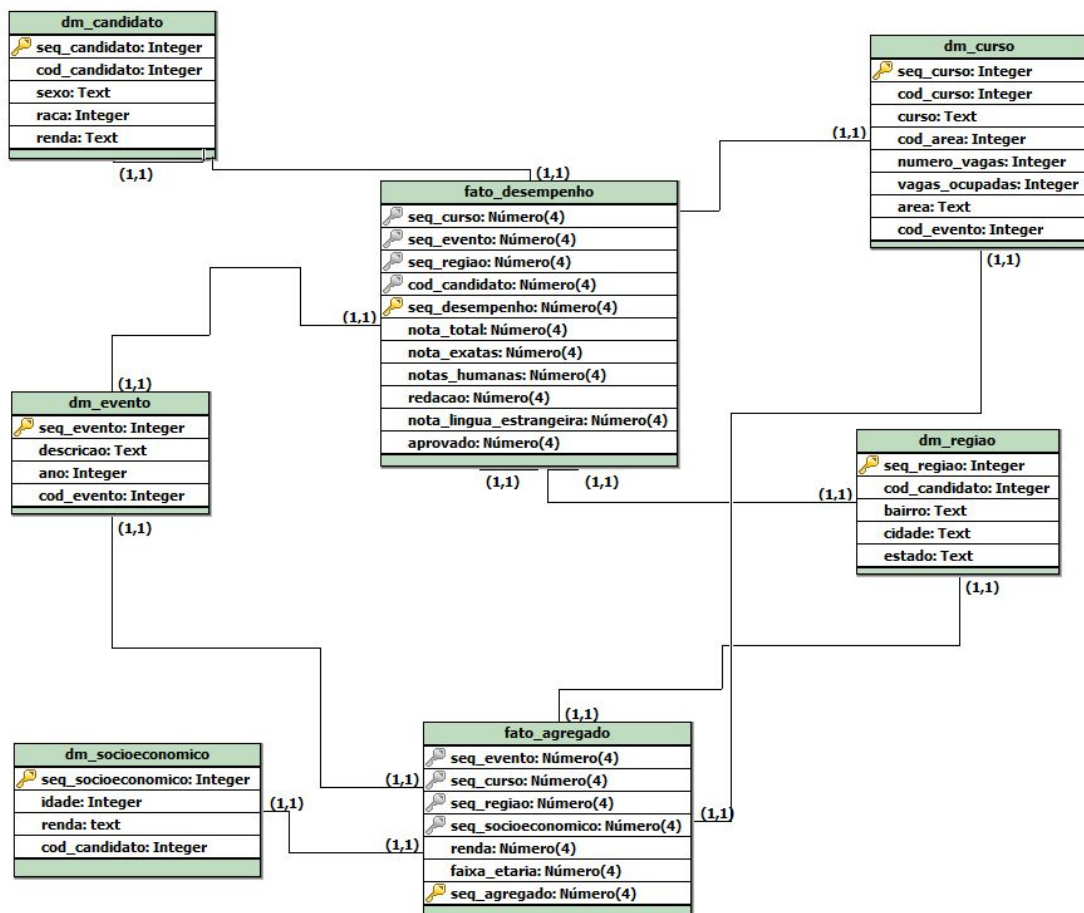 dm_candidato
seq_candidato: Integer
cod_candidato: Integer
sexo: Text
raca: Integer
renda: Text
(1,1)
(1,1)
dm_curso
seq_curso: Integer
cod_curso: Integer
curso: Text
cod_area: Integer
numero_vagas: Integer
vagas_ocupadas: Integer
area: Text
cod_evento: Integer
(1,1)
(1,1)
fato_desempenho
seq_curso: Número(4)
seq_evento: Número(4)
seq_regiao: Número(4)
cod_candidato: Número(4)
seq_desempenho: Número(4)
nota_total: Número(4)
nota_exatas: Número(4)
notas_humanas: Número(4)
redacao: Número(4)
nota_lingua_estrangeira: Número(4)
aprovado: Número(4)
(1,1)
(1,1)
(1,1)
(1,1)
dm_evento
seq_evento: Integer
descricao: Text
ano: Integer
cod_evento: Integer
(1,1)
dm_regiao
seq_regiao: Integer
cod_candidato: Integer
bairro: Text
cidade: Text
estado: Text
(1,1)
(1,1)
dm_socioeconomico
seq_socioeconomico: Integer
idade: Integer
renda: text
cod_candidato: Integer
(1,1)
(1,1)
fato_agregado
seq_evento: Número(4)
seq_curso: Número(4)
seq_regiao: Número(4)
seq_socioeconomico: Número(4)
renda: Número(4)
faixa_etaria: Número(4)
seq_agregado: Número(4)
(1,1)
(1,1)
(1,1)